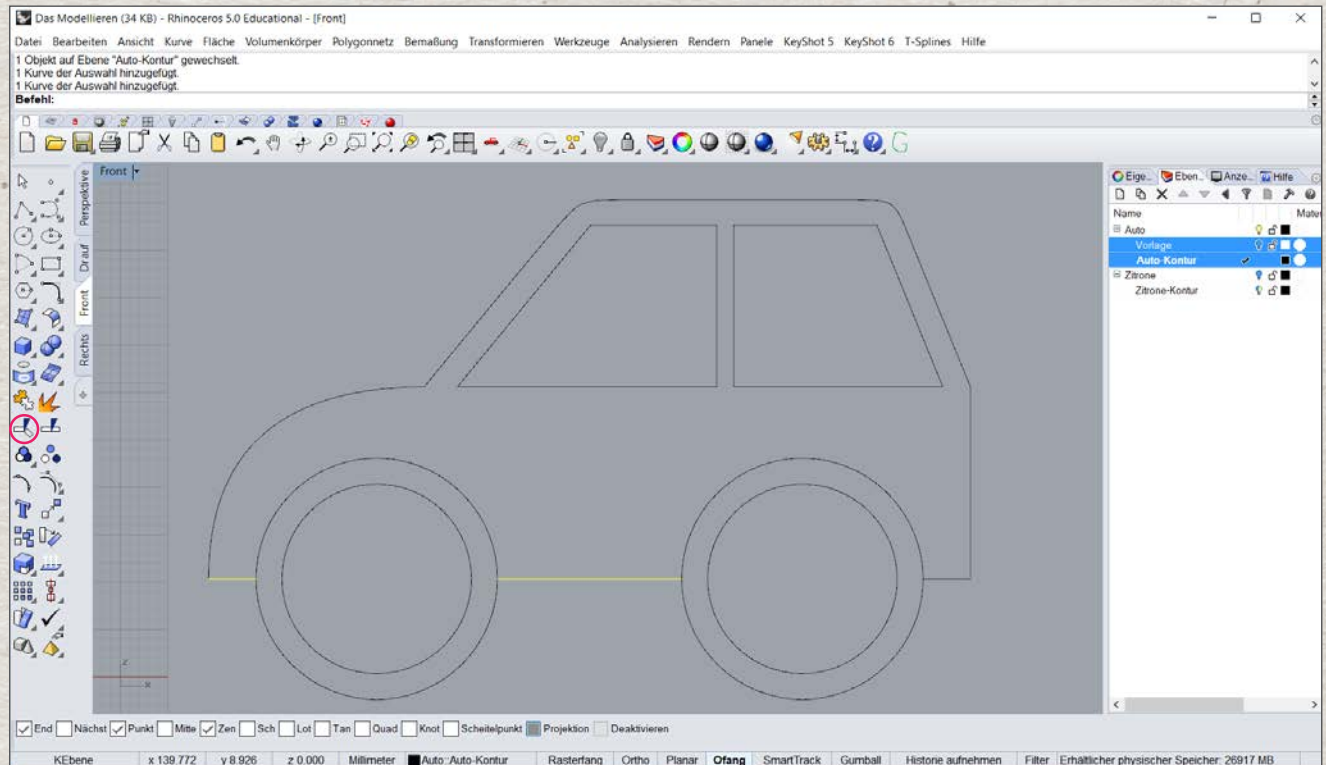 Das Modellieren (34 KB) - Rhinoceros 5.0 Educational - [Front]
Datei Bearbeiten Ansicht Kurve Fläche Volumenkörper Polygonnetz Bemaßung Transformieren Werkzeuge Analysieren Rendern Panele KeyShot 5 KeyShot 6 T-Splines Hilfe
1 Objekt auf Ebene "Auto-Kontur" gewechselt.
1 Kurve der Auswahl hinzugefügt.
1 Kurve der Auswahl hinzugefügt.
Befehl:
Front
Perspektive
Drauf
Front
Rechts
z
x
Eige... Eben... Anze... Hilfe
Name Mater
Auto
Vorlage
Auto-Kontur
Zitrone
Zitrone-Kontur
End Nächst Punkt Mitte Zen Sch Lot Tan Quad Knot Scheitelpunkt Projektion Deaktivieren
KEbene x 139.772 y 8.926 z 0.000 Millimeter Auto::Auto-Kontur Rasterfang Ortho Planar Ofang SmartTrack Gumball Historie aufnehmen Filter Erhältlicher physischer Speicher: 26917 MB